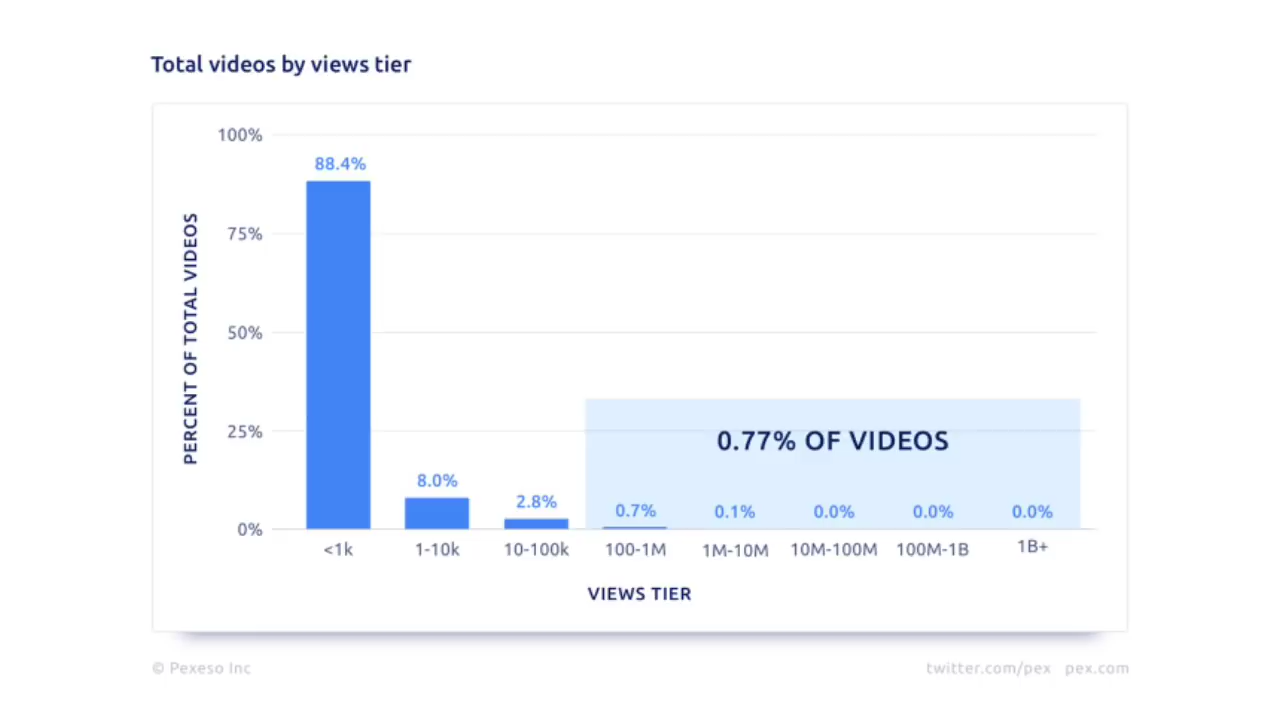 Total videos by views tier
PERCENT OF TOTAL VIDEOS
100%
75%
50%
25%
0%
88.4%
8.0%
2.8%
0.77% OF VIDEOS
0.7%
0.1%
0.0%
0.0%
0.0%
<1k
1-10k
10-100k
100-1M
1M-10M
10M-100M
100M-1B
1B+
VIEWS TIER
© Pexeso Inc
twitter.com/pex pex.com